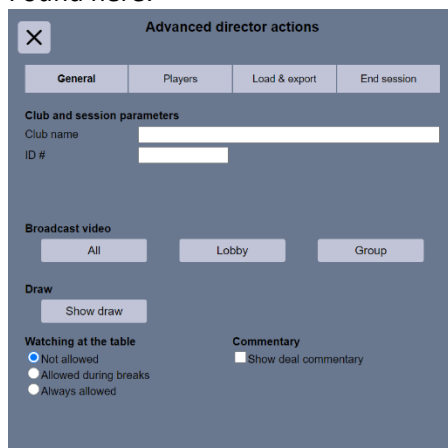 Advanced director actions
General Players Load & export End session
Club and session parameters
Club name
ID #
Broadcast video
All Lobby Group
Draw
Show draw
Watching at the table Commentary
Not allowed Show deal commentary
Allowed during breaks
Always allowed